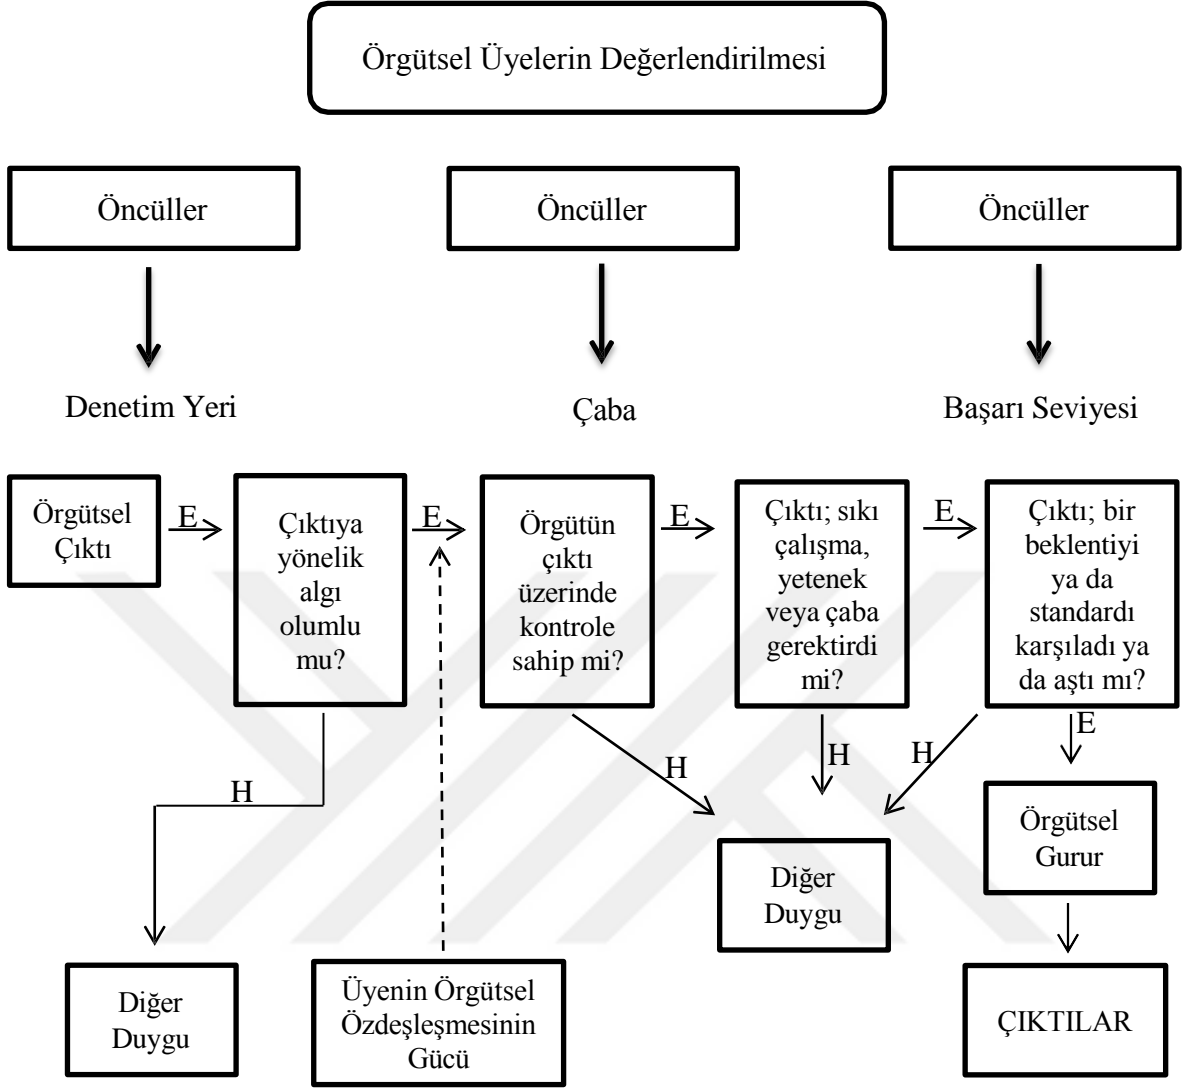 Örgütsel Üyelerin Değerlendirilmesi
Öncüller
Öncüller
Öncüller
Denetim Yeri
Çaba
Başarı Seviyesi
Örgütsel
Çıktı
E
Çıktıya
yönelik
algı
olumlu
mu?
E
Örgütün
çıktı
üzerinde
kontrole
sahip mi?
E
Çıktı; sıkı
çalışma,
yetenek
veya çaba
gerektirdi
mi?
E
Çıktı; bir
beklentiyi
ya da
standardı
karşıladı ya
da aştı mı?
H
H
H
H
E
Örgütsel
Gurur
Diğer
Duygu
Diğer
Duygu
Üyenin Örgütsel
Özdeşleşmesinin
Gücü
ÇIKTILAR